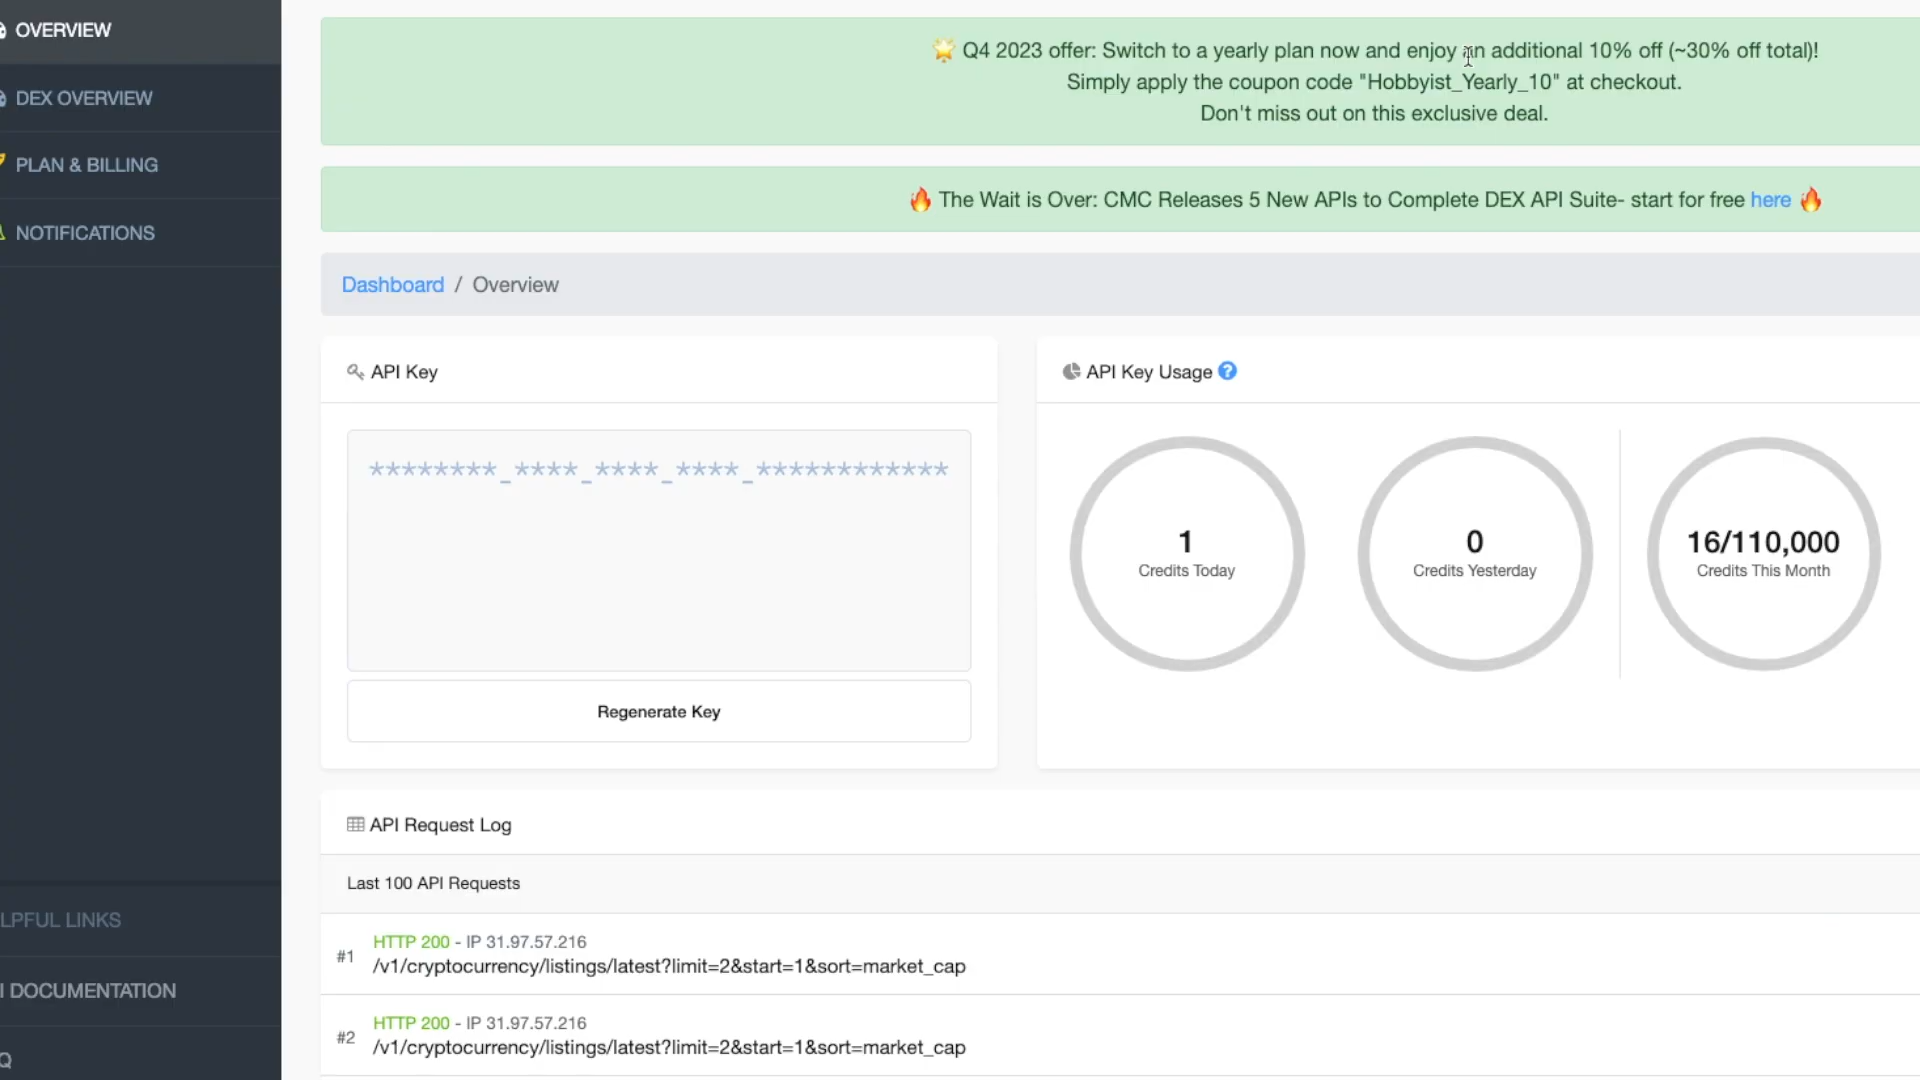 OVERVIEW
DEX OVERVIEW
PLAN & BILLING
NOTIFICATIONS
LPFUL LINKS
I DOCUMENTATION
Q
🌟 Q4 2023 offer: Switch to a yearly plan now and enjoy an additional 10% off (~30% off total)!
Simply apply the coupon code "Hobbyist_Yearly_10" at checkout.
Don't miss out on this exclusive deal.
🔥 The Wait is Over: CMC Releases 5 New APIs to Complete DEX API Suite- start for free here 🔥
Dashboard / Overview
API Key
********_****_****_****_************
Regenerate Key
API Key Usage ?
1
Credits Today
0
Credits Yesterday
16/110,000
Credits This Month
API Request Log
Last 100 API Requests
#1
HTTP 200 - IP 31.97.57.216
/v1/cryptocurrency/listings/latest?limit=2&start=1&sort=market_cap
#2
HTTP 200 - IP 31.97.57.216
/v1/cryptocurrency/listings/latest?limit=2&start=1&sort=market_cap